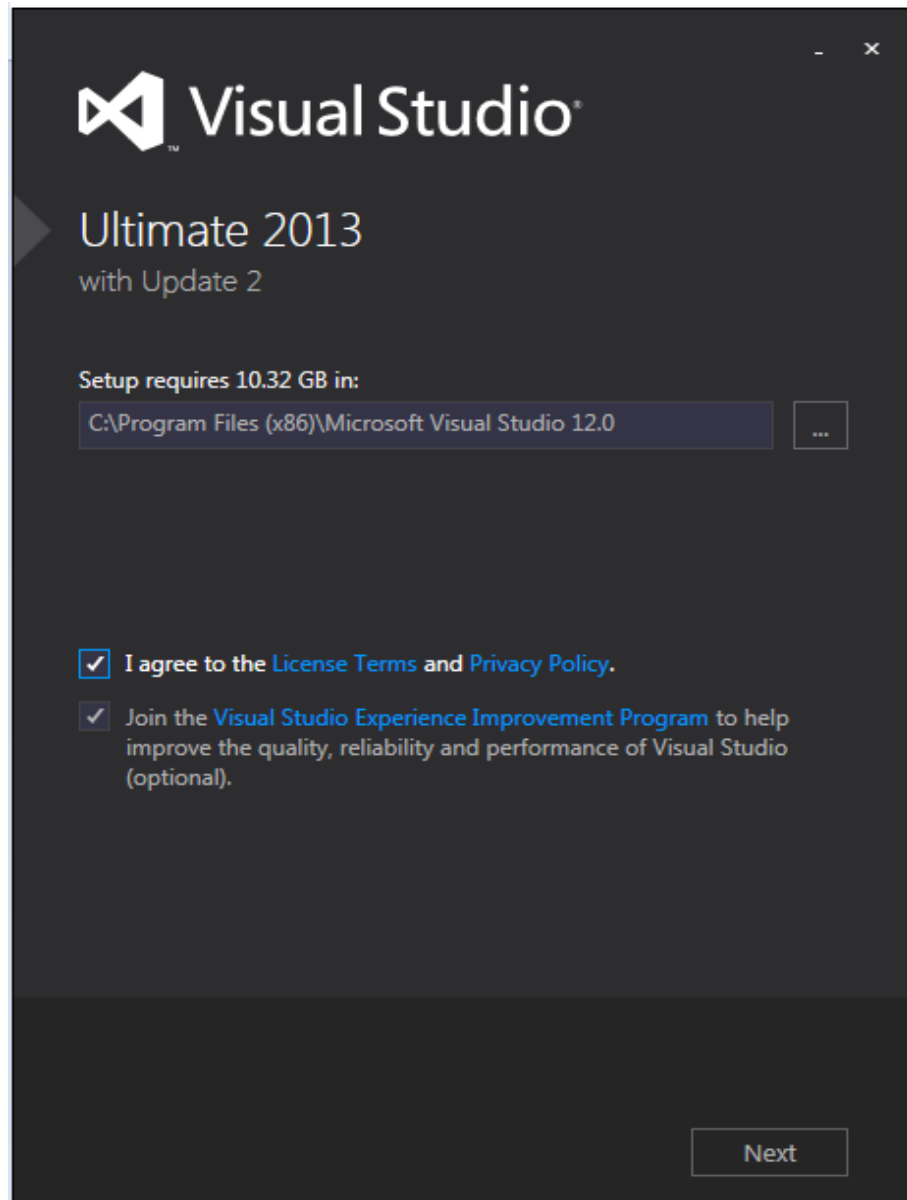 Visual Studio®
™
Ultimate 2013
with Update 2
Setup requires 10.32 GB in:
C:\Program Files (x86)\Microsoft Visual Studio 12.0
...
I agree to the License Terms and Privacy Policy.
Join the Visual Studio Experience Improvement Program to help
improve the quality, reliability and performance of Visual Studio
(optional).
Next